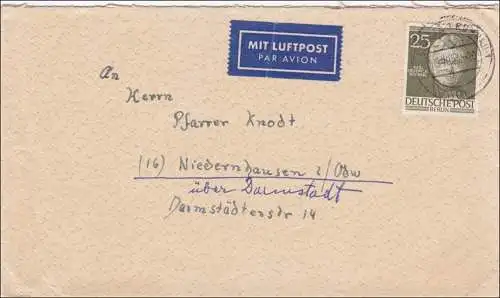 MIT LUFTPOST
PAR AVION
25
DEUTSCHE POST
BERLIN
An
Herrn
Pfarrer Knodt
(16) Niedernhausen i/Odw
über Darmstadt
Darmstädterstr 14